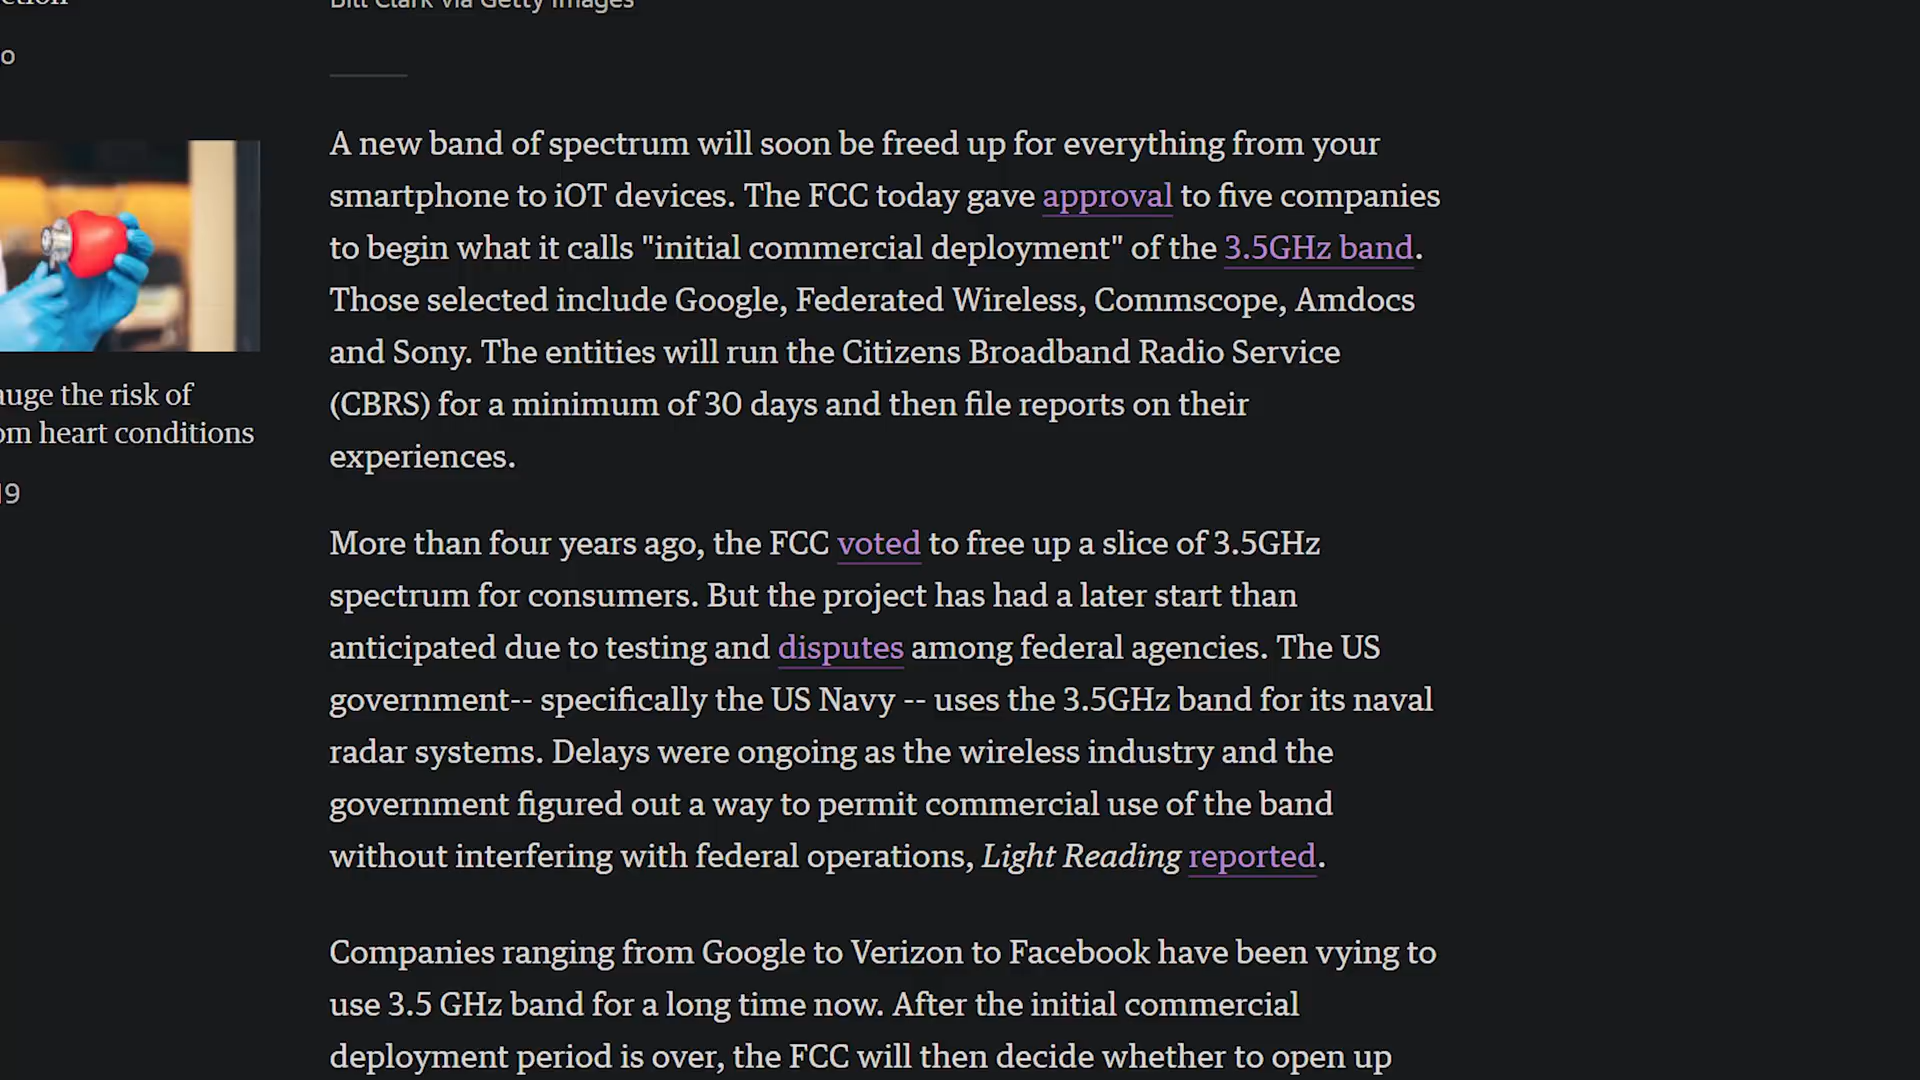 Bill Clark via Getty Images
A new band of spectrum will soon be freed up for everything from your
smartphone to iOT devices. The FCC today gave approval to five companies
to begin what it calls "initial commercial deployment" of the 3.5GHz band.
Those selected include Google, Federated Wireless, Commscope, Amdocs
and Sony. The entities will run the Citizens Broadband Radio Service
(CBRS) for a minimum of 30 days and then file reports on their
experiences.
the risk of
heart conditions
More than four years ago, the FCC voted to free up a slice of 3.5GHz
spectrum for consumers. But the project has had a later start than
anticipated due to testing and disputes among federal agencies. The US
government-- specifically the US Navy -- uses the 3.5GHz band for its naval
radar systems. Delays were ongoing as the wireless industry and the
government figured out a way to permit commercial use of the band
without interfering with federal operations, Light Reading reported.
Companies ranging from Google to Verizon to Facebook have been vying to
use 3.5 GHz band for a long time now. After the initial commercial
deployment period is over, the FCC will then decide whether to open up